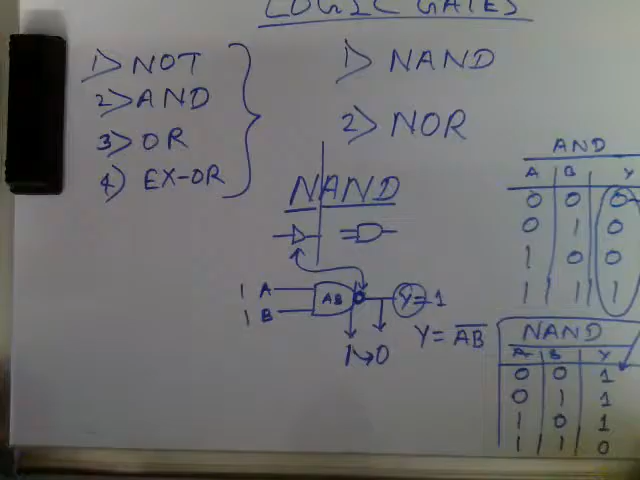 LOGIC GATES
1> NOT
2> AND
3> OR
4) EX-OR
1> NAND
2> NOR
NAND
1 A
1 B
AB
Y=1
1→0
Y = \overline{AB}
AND
A B Y
0 0 0
0 1 0
1 0 0
1 1 1
NAND
A B Y
0 0 1
0 1 1
1 0 1
1 1 0